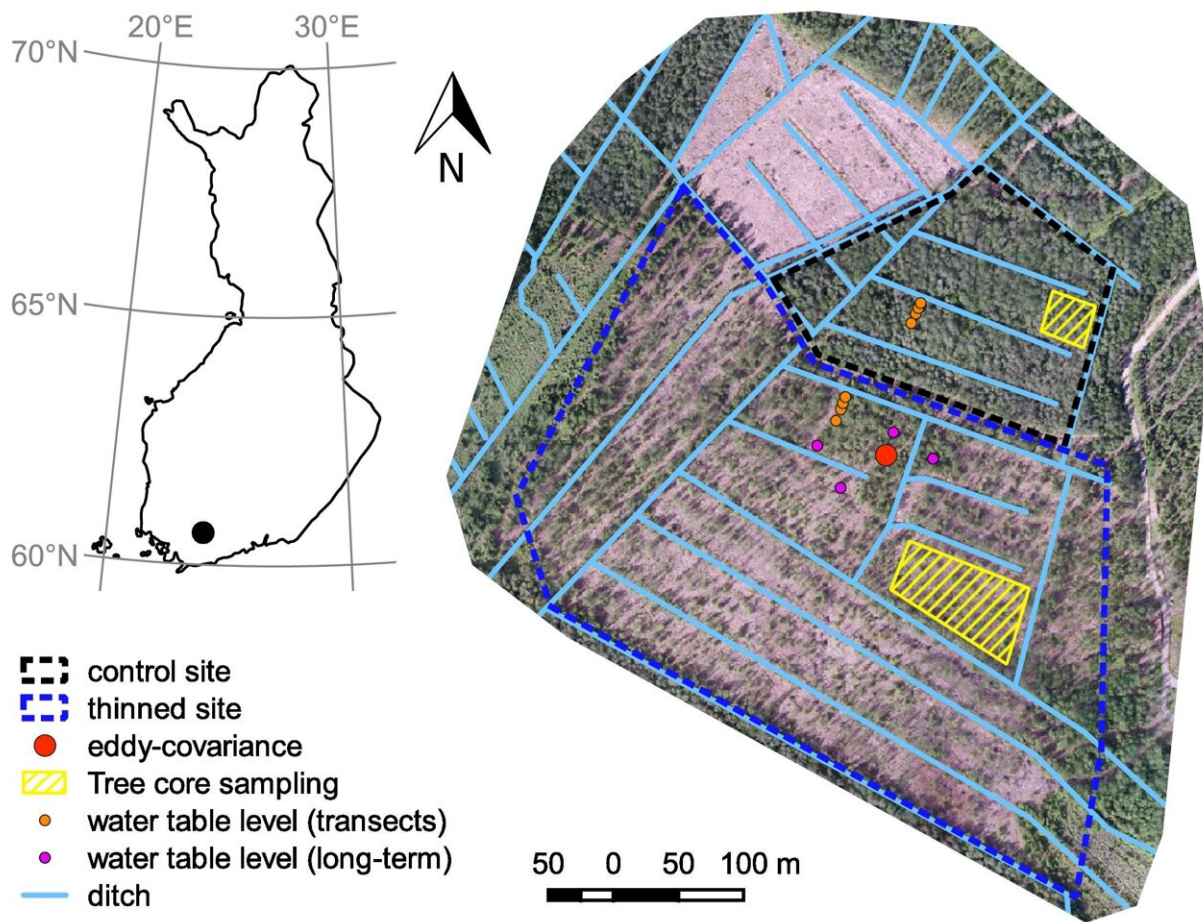 20°E 30°E
70°N
N
65°N
60°N
control site
thinned site
eddy-covariance
Tree core sampling
water table level (transects)
water table level (long-term)
ditch
50 0 50 100 m